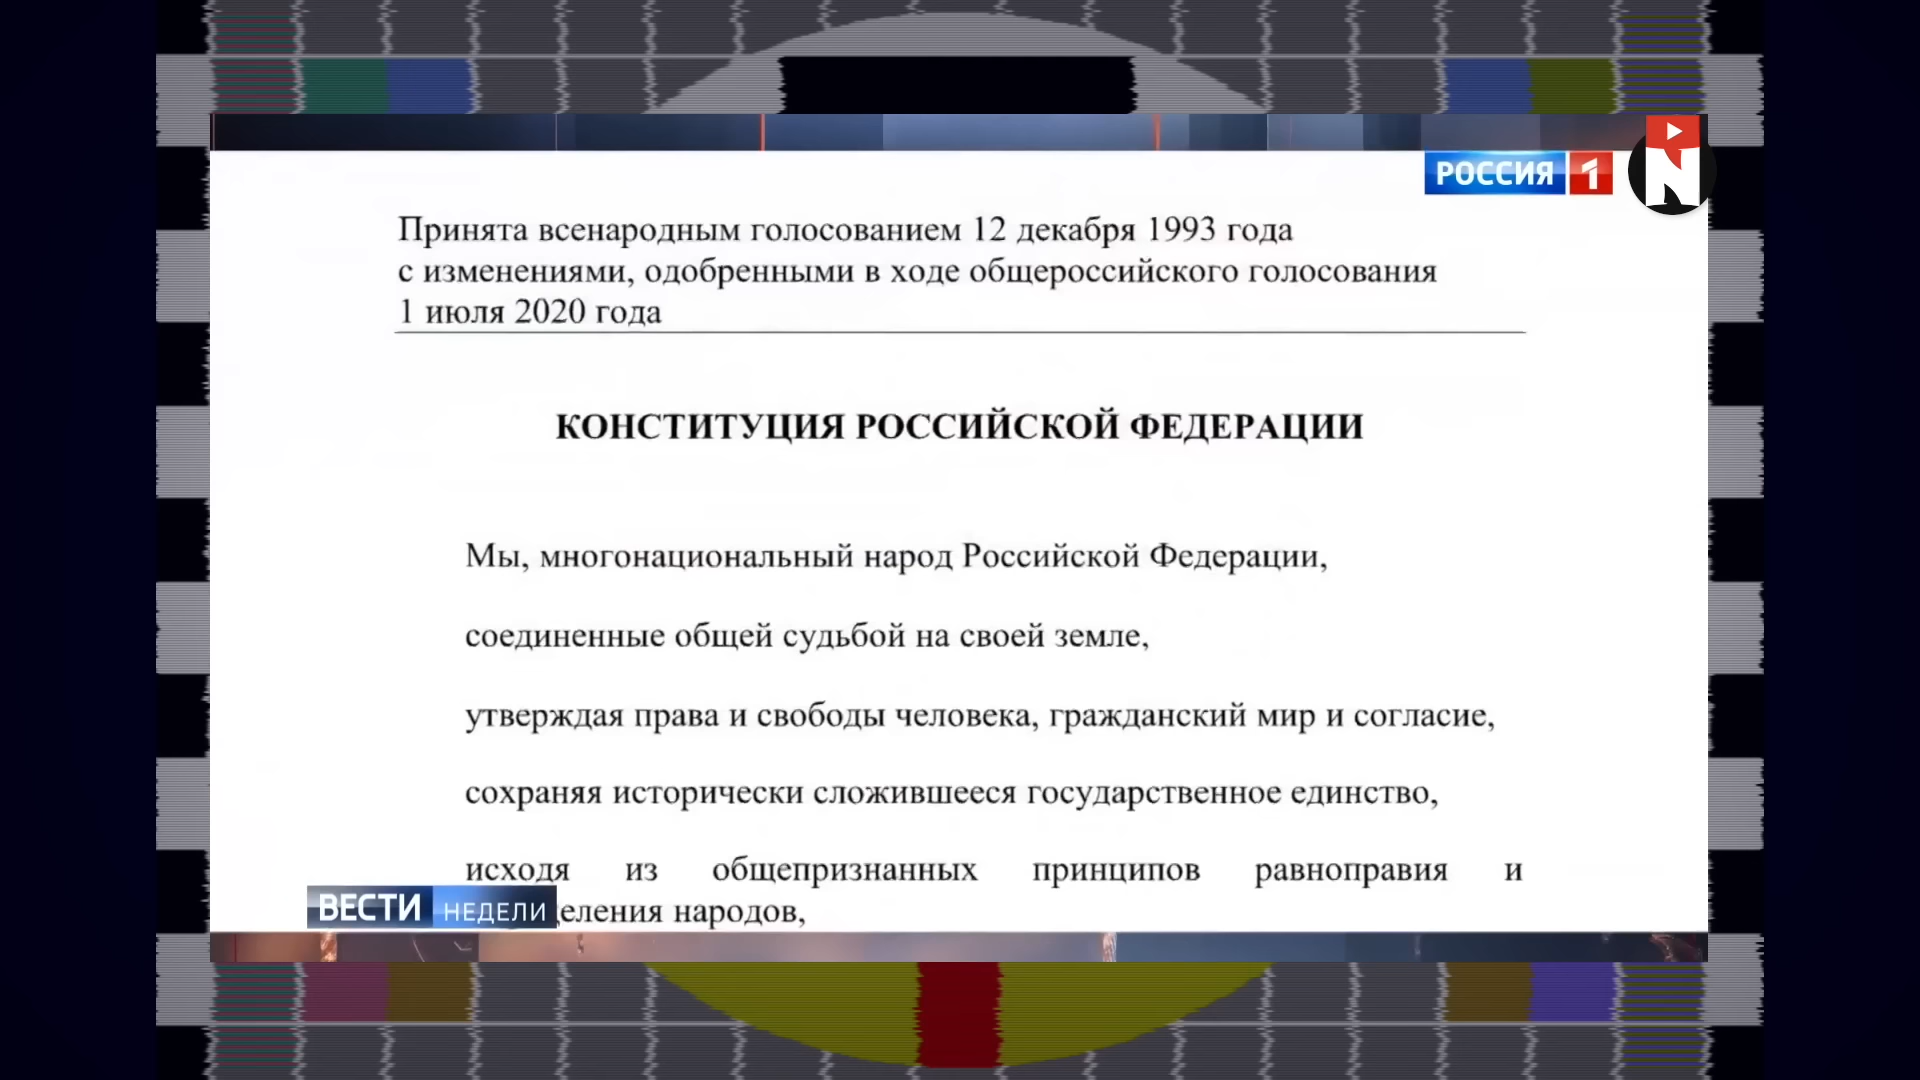 РОССИЯ 1
N
Принята всенародным голосованием 12 декабря 1993 года
с изменениями, одобренными в ходе общероссийского голосования
1 июля 2020 года
КОНСТИТУЦИЯ РОССИЙСКОЙ ФЕДЕРАЦИИ
Мы, многонациональный народ Российской Федерации,
соединенные общей судьбой на своей земле,
утверждая права и свободы человека, гражданский мир и согласие,
сохраняя исторически сложившееся государственное единство,
исходя из общепризнанных принципов равноправия и
народов,
ВЕСТИ НЕДЕЛИ